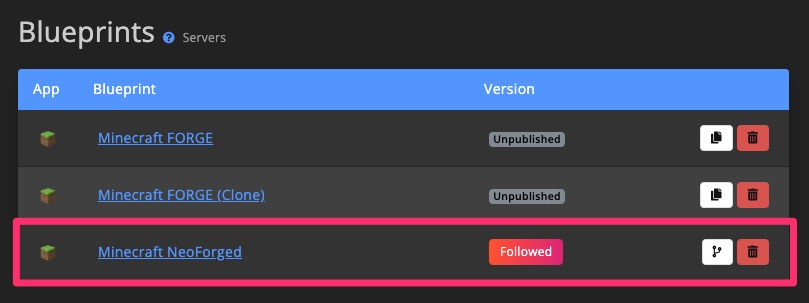 Blueprints ? Servers
App Blueprint Version
Minecraft FORGE Unpublished
Minecraft FORGE (Clone) Unpublished
Minecraft NeoForged Followed